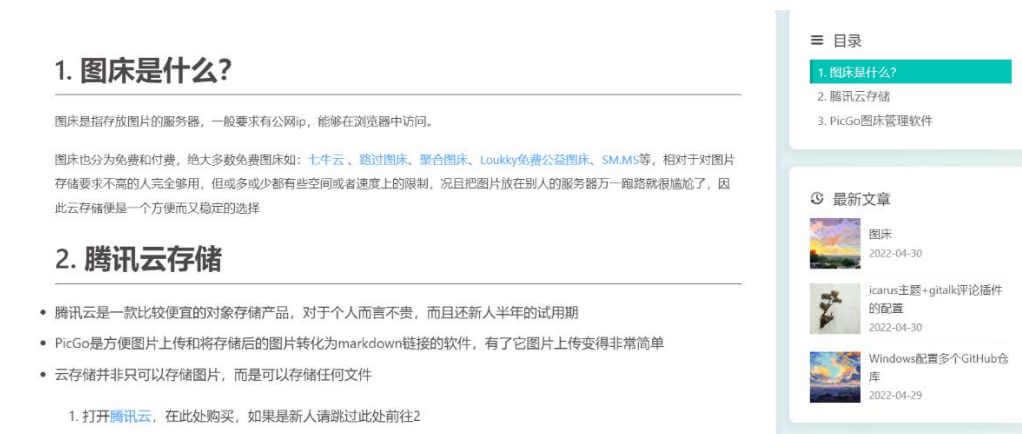 1. 图床是什么？
图床是指存放图片的服务器，一般要求有公网ip，能够在浏览器中访问。
图床也分为免费和付费，绝大多数免费图床如：七牛云 、路过图床、聚合图床、Loukky免费公益图床、SM.MS等，相对于对图片
存储要求不高的人完全够用，但或多或少都有些空间或者速度上的限制，况且把图片放在别人的服务器万一跑路就很尴尬了，因
此云存储便是一个方便而又稳定的选择
2. 腾讯云存储
• 腾讯云是一款比较便宜的对象存储产品，对于个人而言不贵，而且还新人半年的试用期
• PicGo是方便图片上传和将存储后的图片转化为markdown链接的软件，有了它图片上传变得非常简单
• 云存储并非只可以存储图片，而是可以存储任何文件
1. 打开腾讯云，在此处购买，如果是新人请跳过此处前往2
目录
1. 图床是什么？
2. 腾讯云存储
3. PicGo图床管理软件
最新文章
图床
2022-04-30
icarus主题+gitalk评论插件
的配置
2022-04-30
Windows配置多个GitHub仓
库
2022-04-29